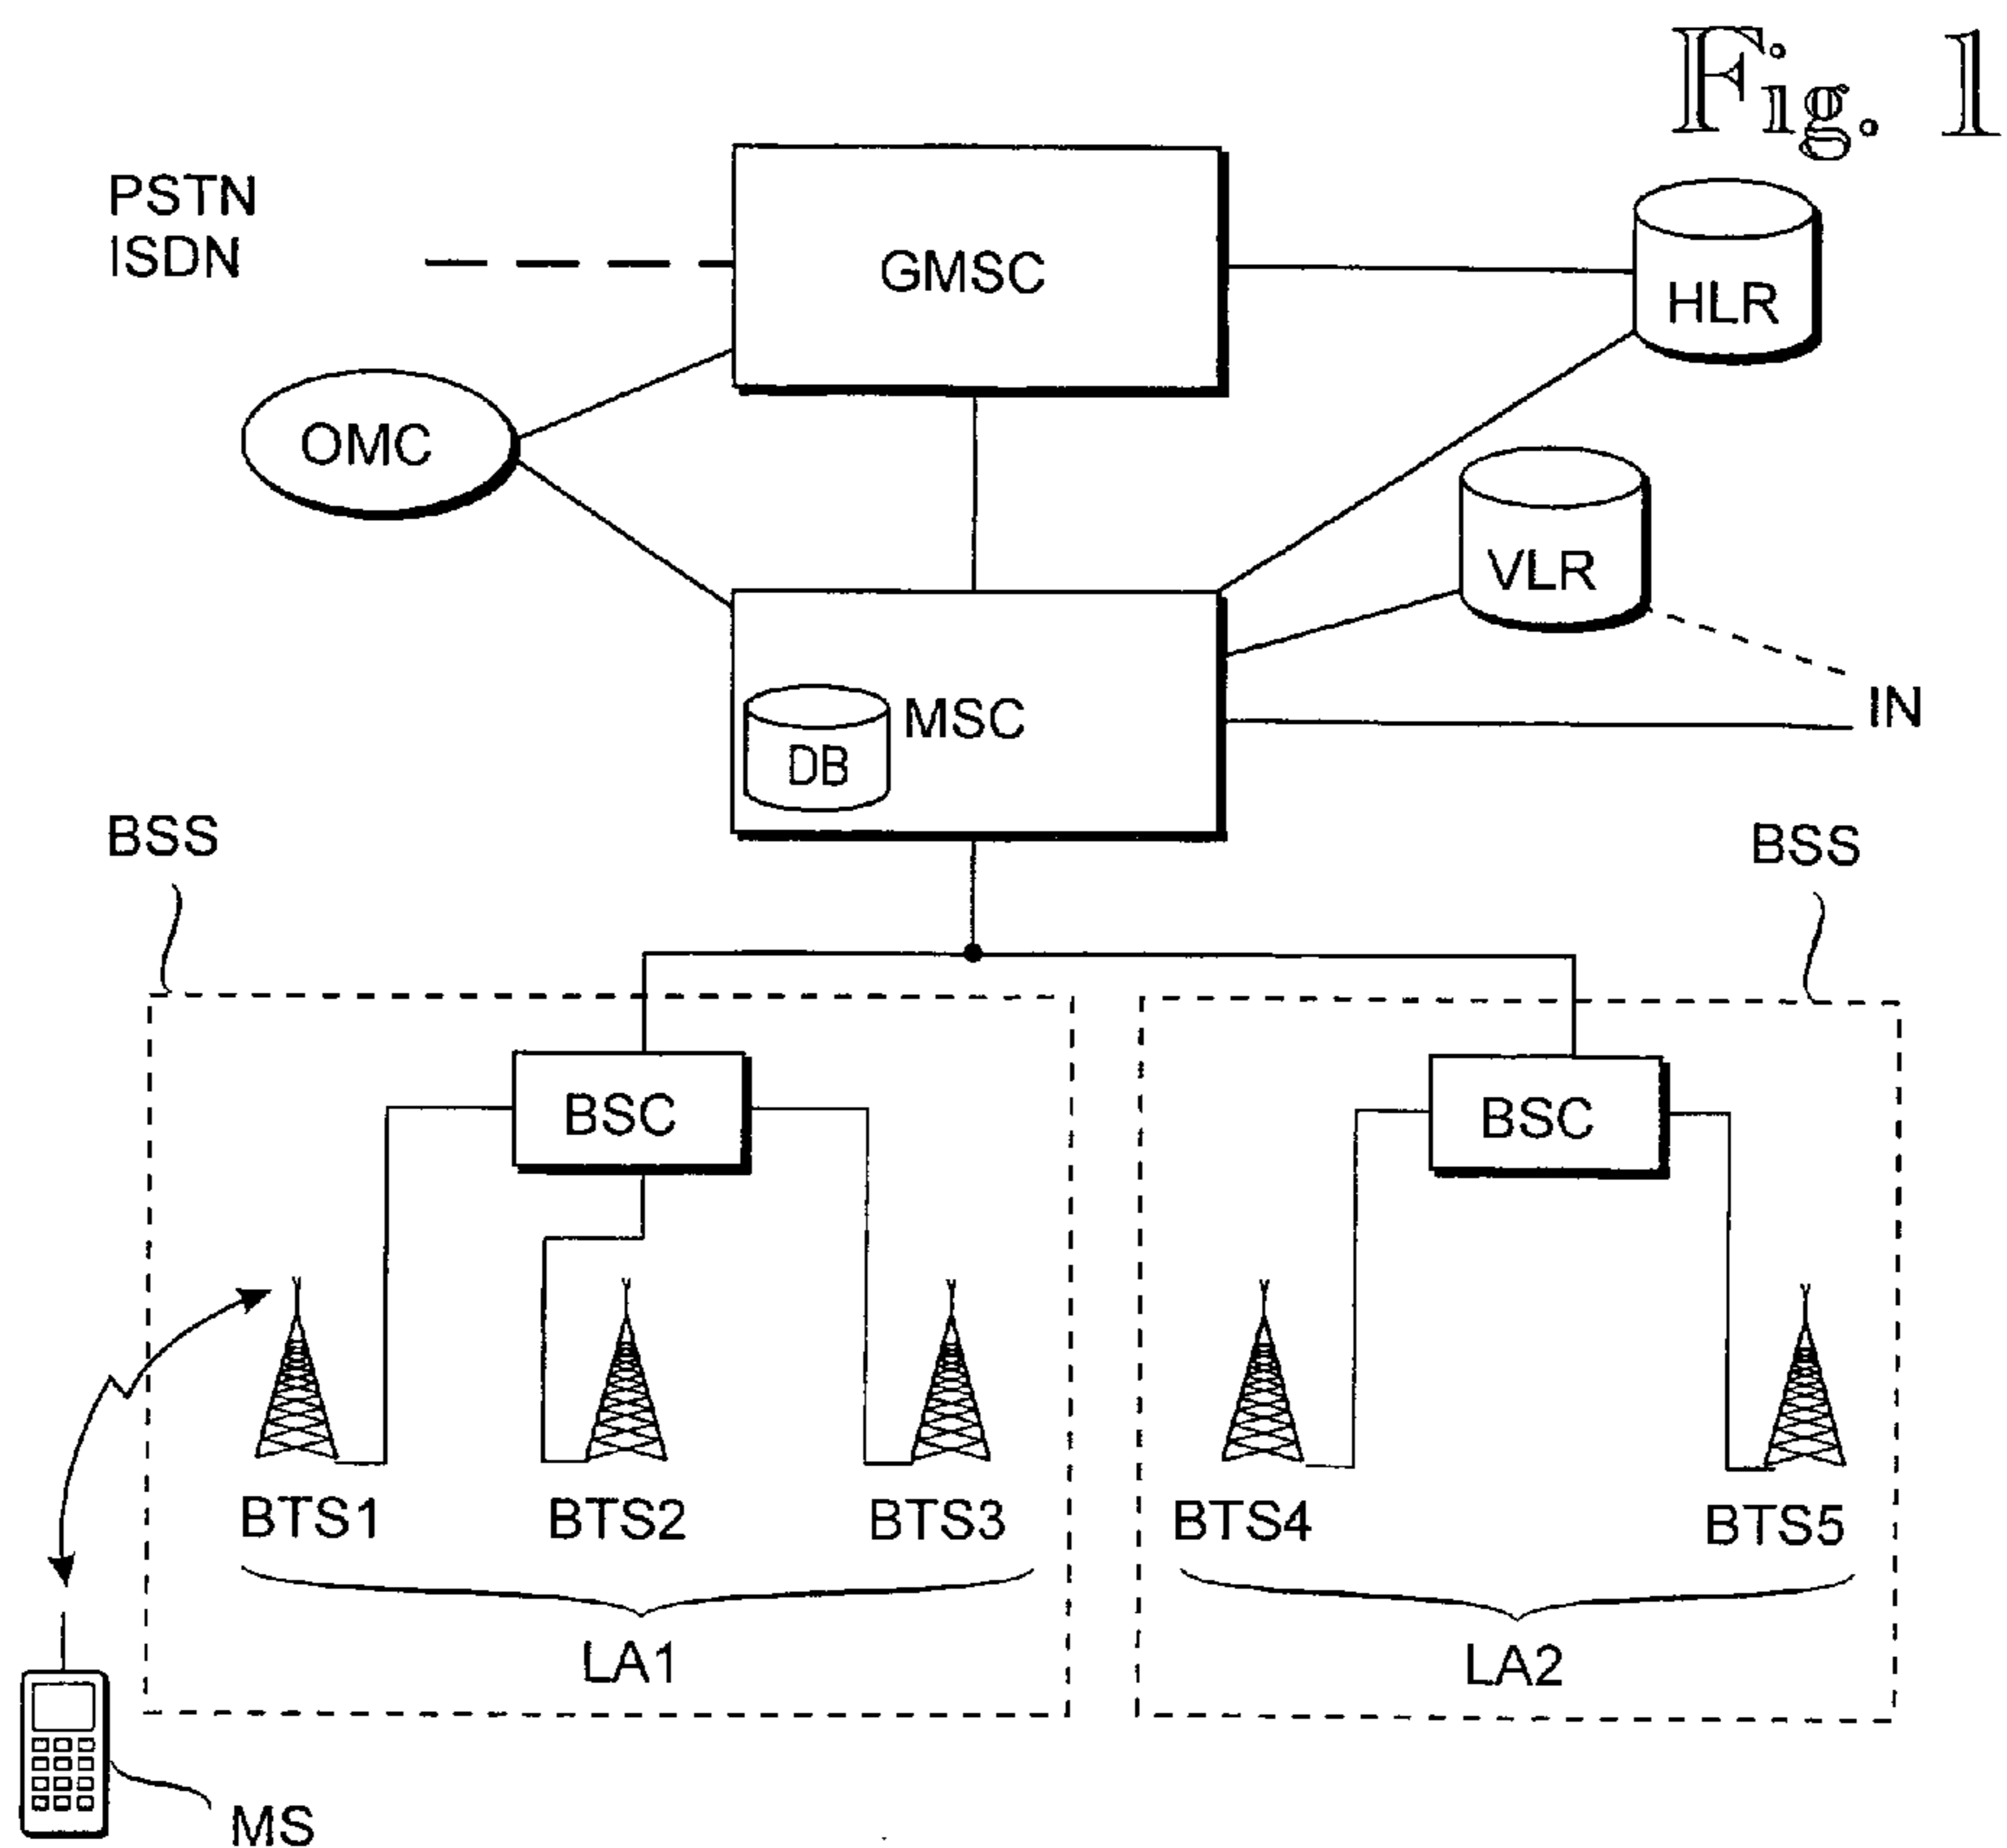 Fig. 1
PSTN
ISDN
GMSC
HLR
OMC
VLR
MSC
DB
IN
BSS
BSS
BSC
BSC
BTS1
BTS2
BTS3
BTS4
BTS5
LA1
LA2
MS